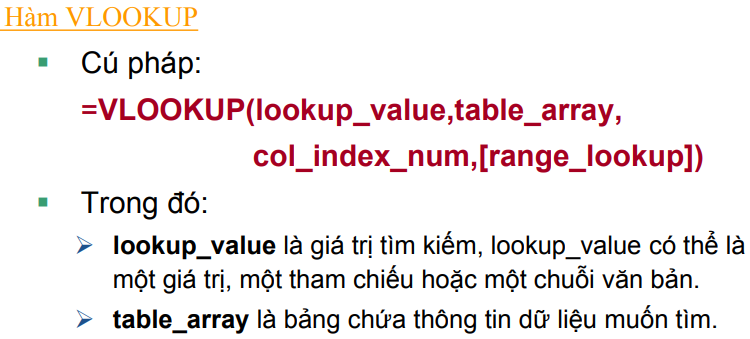 Hàm VLOOKUP
▪ Cú pháp:
=VLOOKUP(lookup_value,table_array,
col_index_num,[range_lookup])
▪ Trong đó:
➢ lookup_value là giá trị tìm kiếm, lookup_value có thể là
một giá trị, một tham chiếu hoặc một chuỗi văn bản.
➢ table_array là bảng chứa thông tin dữ liệu muốn tìm.